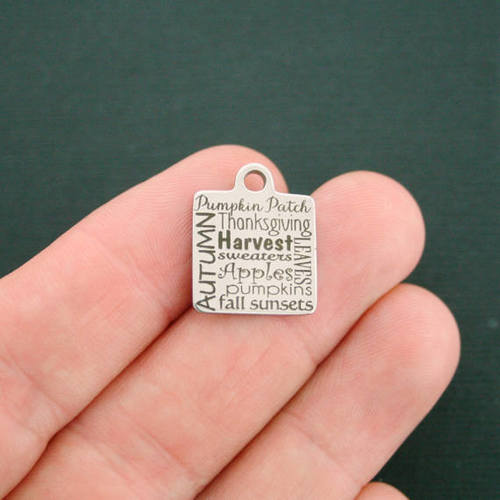 Pumpkin Patch
AUTUMN
Thanksgiving
Harvest
sweaters
Apples
pumpkins
fall sunsets
LEAVES